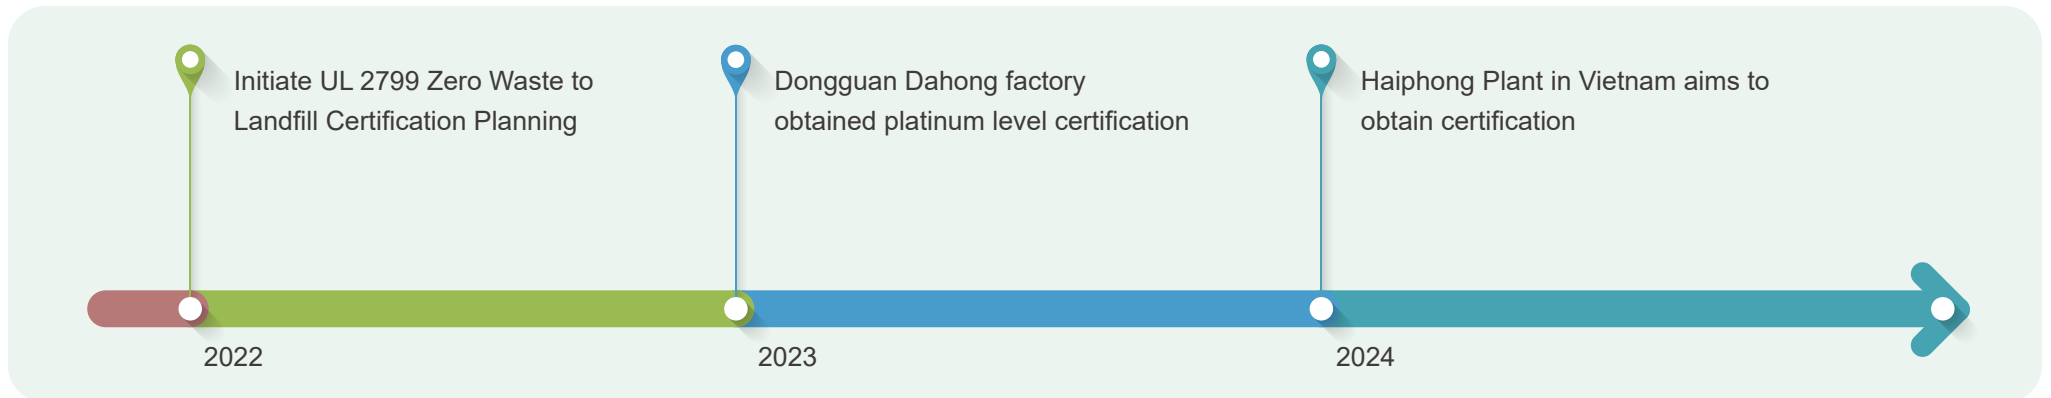 Initiate UL 2799 Zero Waste to
Landfill Certification Planning
Dongguan Dahong factory
obtained platinum level certification
Haiphong Plant in Vietnam aims to
obtain certification
2022
2023
2024